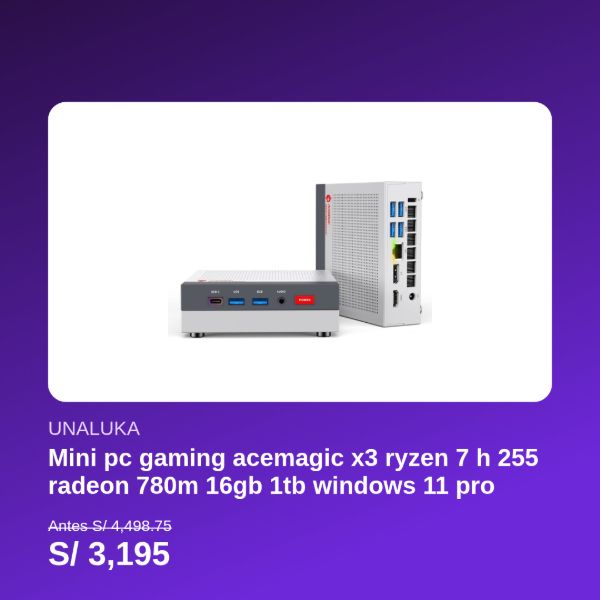 UNALUKA
Mini pc gaming acemagic x3 ryzen 7 h 255
radeon 780m 16gb 1tb windows 11 pro
Antes S/ 4,498.75
S/ 3,195